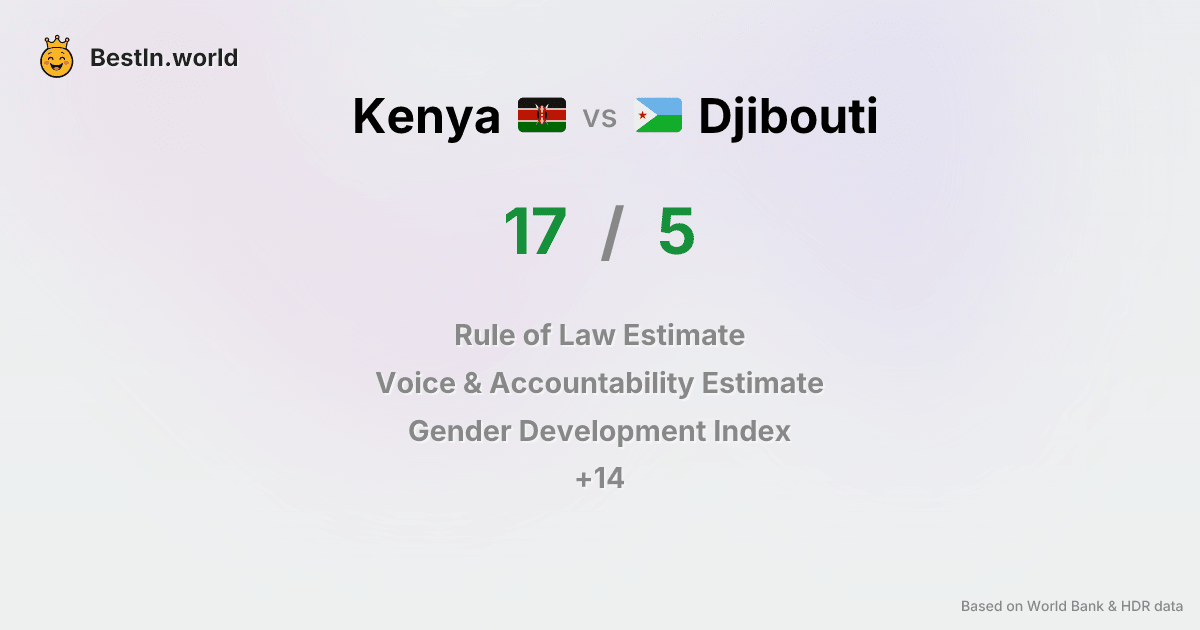 BestIn.world
Kenya vs Djibouti
17 / 5
Rule of Law Estimate
Voice & Accountability Estimate
Gender Development Index
+14
Based on World Bank & HDR data